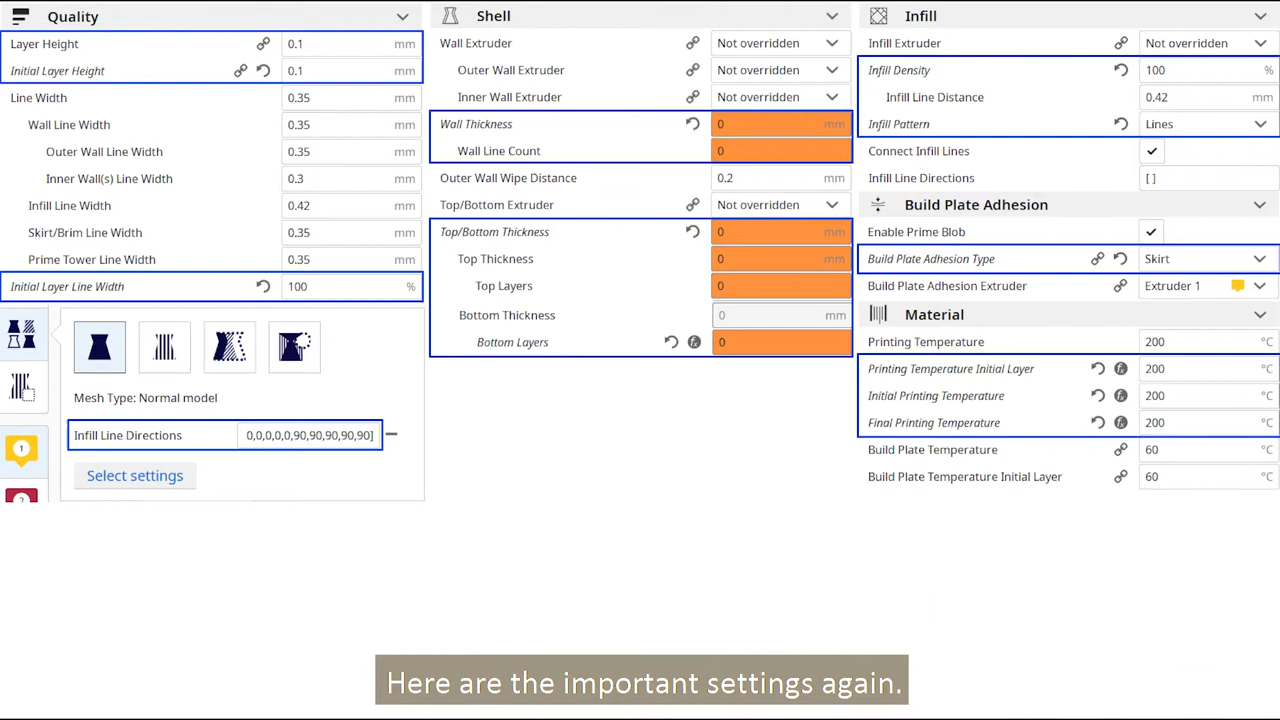 Quality
Layer Height 0.1 mm
Initial Layer Height 0.1 mm
Line Width 0.35 mm
Wall Line Width 0.35 mm
Outer Wall Line Width 0.35 mm
Inner Wall(s) Line Width 0.3 mm
Infill Line Width 0.42 mm
Skirt/Brim Line Width 0.35 mm
Prime Tower Line Width 0.35 mm
Initial Layer Line Width 100 %
Mesh Type: Normal model
Infill Line Directions 0,0,0,0,0,90,90,90,90,90]
1
Select settings
2
Shell
Wall Extruder Not overridden
Outer Wall Extruder Not overridden
Inner Wall Extruder Not overridden
Wall Thickness 0 mm
Wall Line Count 0
Outer Wall Wipe Distance 0.2 mm
Top/Bottom Extruder Not overridden
Top/Bottom Thickness 0 mm
Top Thickness 0 mm
Top Layers 0
Bottom Thickness 0 mm
Bottom Layers 0
Infill
Infill Extruder Not overridden
Infill Density 100 %
Infill Line Distance 0.42 mm
Infill Pattern Lines
Connect Infill Lines
Infill Line Directions [ ]
Build Plate Adhesion
Enable Prime Blob
Build Plate Adhesion Type Skirt
Build Plate Adhesion Extruder Extruder 1
Material
Printing Temperature 200 °C
Printing Temperature Initial Layer 200 °C
Initial Printing Temperature 200 °C
Final Printing Temperature 200 °C
Build Plate Temperature 60 °C
Build Plate Temperature Initial Layer 60 °C
Here are the important settings again.